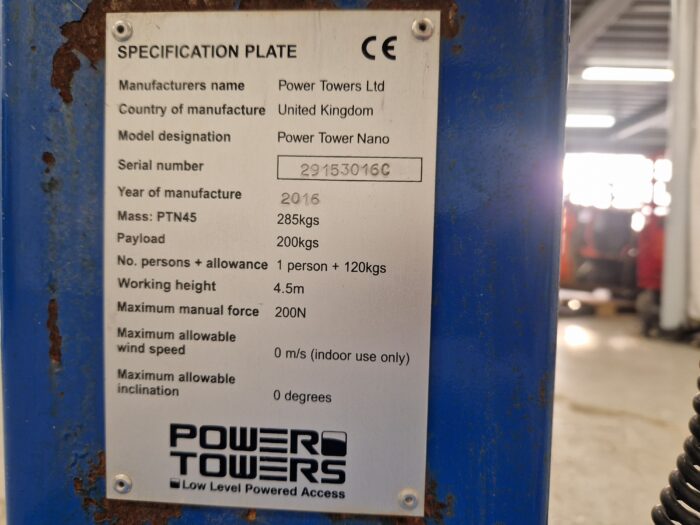 SPECIFICATION PLATE CE
Manufacturers name Power Towers Ltd
Country of manufacture United Kingdom
Model designation Power Tower Nano
Serial number 29153016C
Year of manufacture 2016
Mass: PTN45 285kgs
Payload 200kgs
No. persons + allowance 1 person + 120kgs
Working height 4.5m
Maximum manual force 200N
Maximum allowable
wind speed 0 m/s (indoor use only)
Maximum allowable
inclination 0 degrees
POWER
TOWERS
Low Level Powered Access